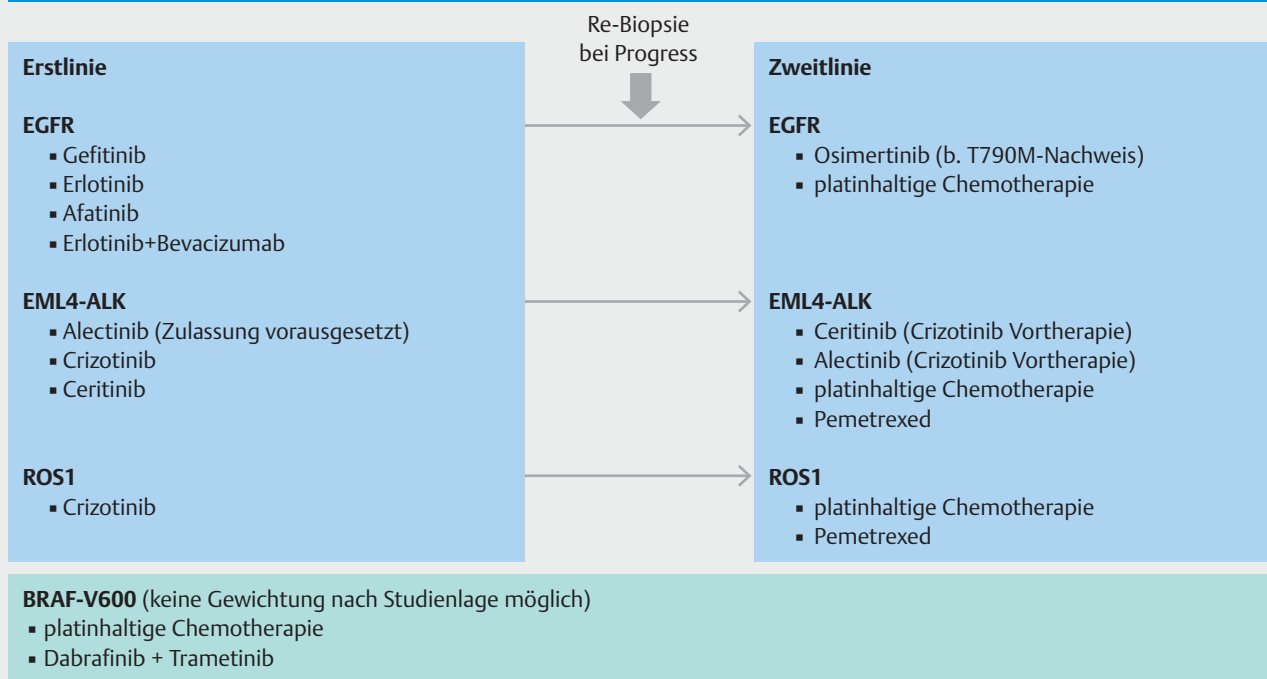 Re-Biopsie
bei Progress
Erstlinie
EGFR
▪ Gefitinib
▪ Erlotinib
▪ Afatinib
▪ Erlotinib+Bevacizumab
EML4-ALK
▪ Alectinib (Zulassung vorausgesetzt)
▪ Crizotinib
▪ Ceritinib
ROS1
▪ Crizotinib
Zweitlinie
EGFR
▪ Osimertinib (b. T790M-Nachweis)
▪ platinhaltige Chemotherapie
EML4-ALK
▪ Ceritinib (Crizotinib Vortherapie)
▪ Alectinib (Crizotinib Vortherapie)
▪ platinhaltige Chemotherapie
▪ Pemetrexed
ROS1
▪ platinhaltige Chemotherapie
▪ Pemetrexed
BRAF-V600 (keine Gewichtung nach Studienlage möglich)
▪ platinhaltige Chemotherapie
▪ Dabrafinib + Trametinib